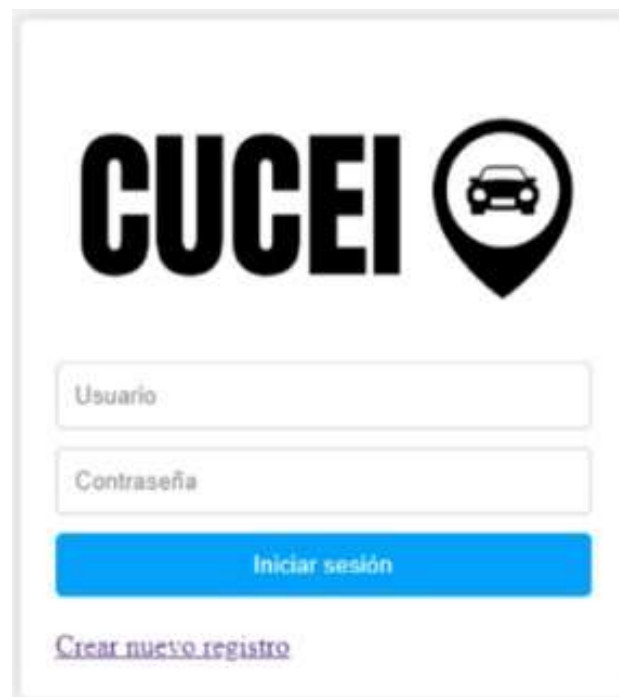 CUCEI
Usuario
Contraseña
Iniciar sesión
Crear nuevo registro